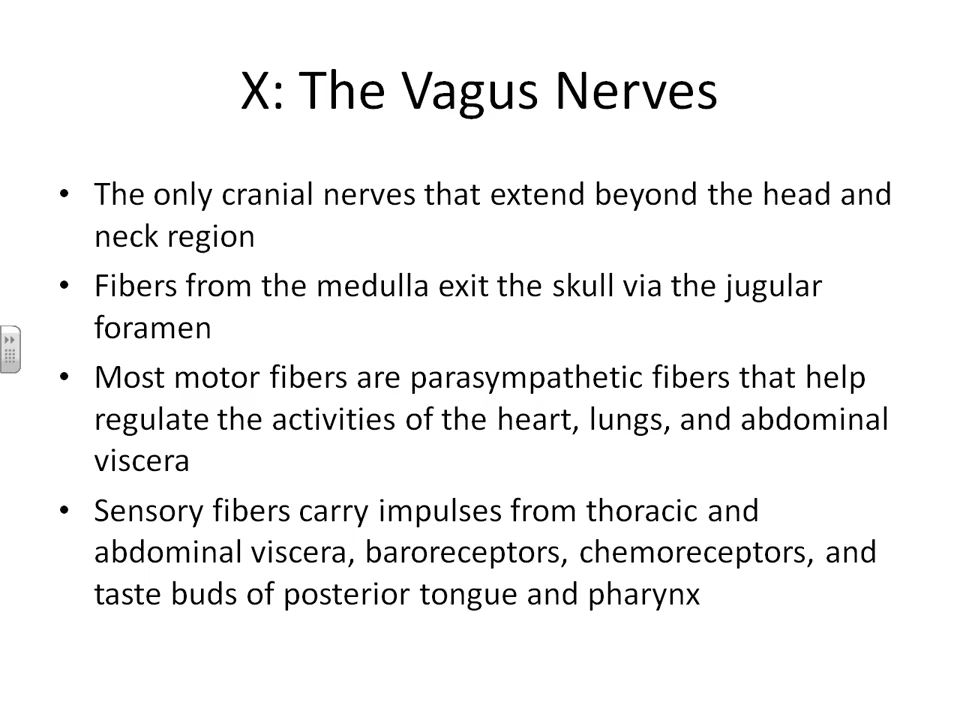 X: The Vagus Nerves
• The only cranial nerves that extend beyond the head and
neck region
• Fibers from the medulla exit the skull via the jugular
foramen
• Most motor fibers are parasympathetic fibers that help
regulate the activities of the heart, lungs, and abdominal
viscera
• Sensory fibers carry impulses from thoracic and
abdominal viscera, baroreceptors, chemoreceptors, and
taste buds of posterior tongue and pharynx